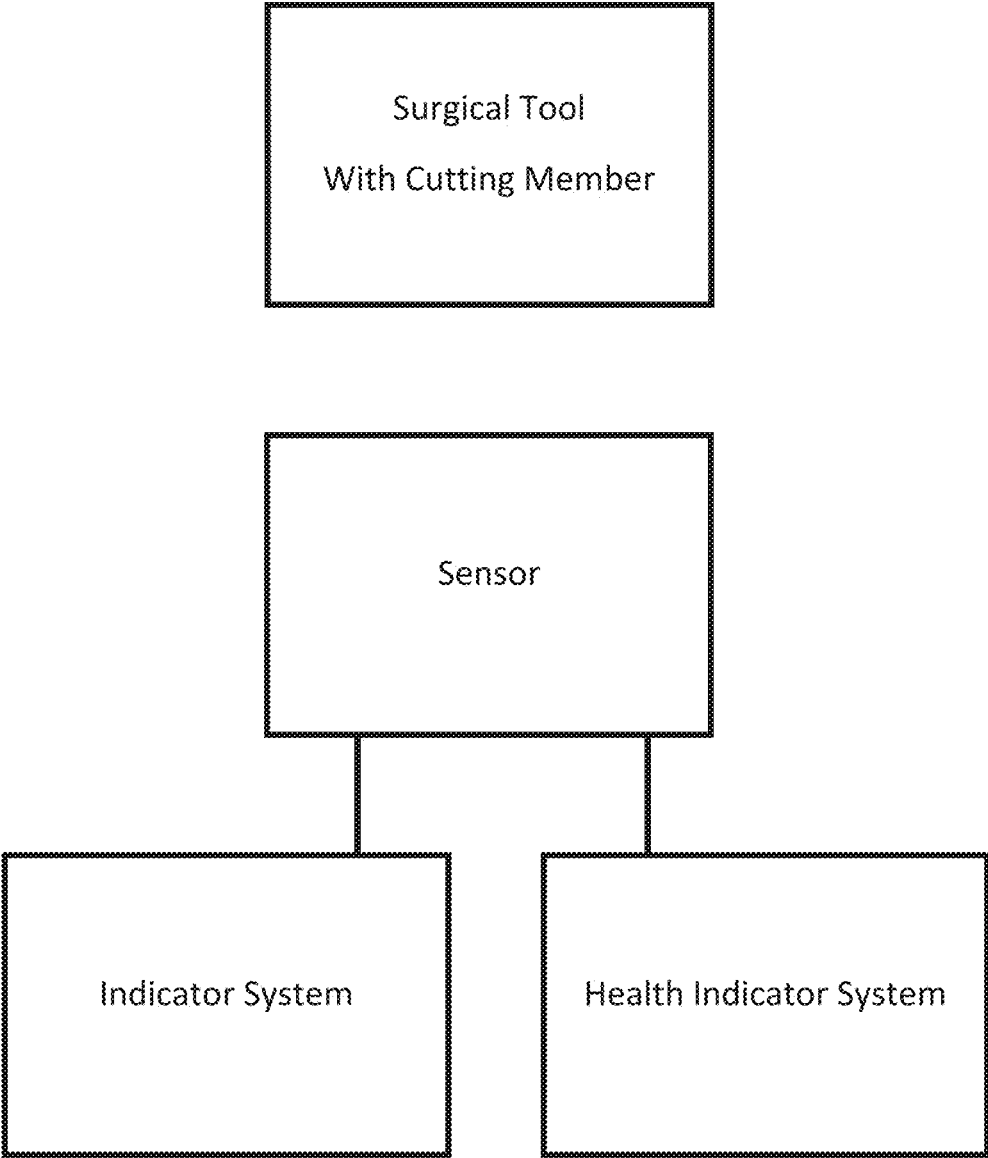 Surgical Tool
With Cutting Member
Sensor
Indicator System
Health Indicator System